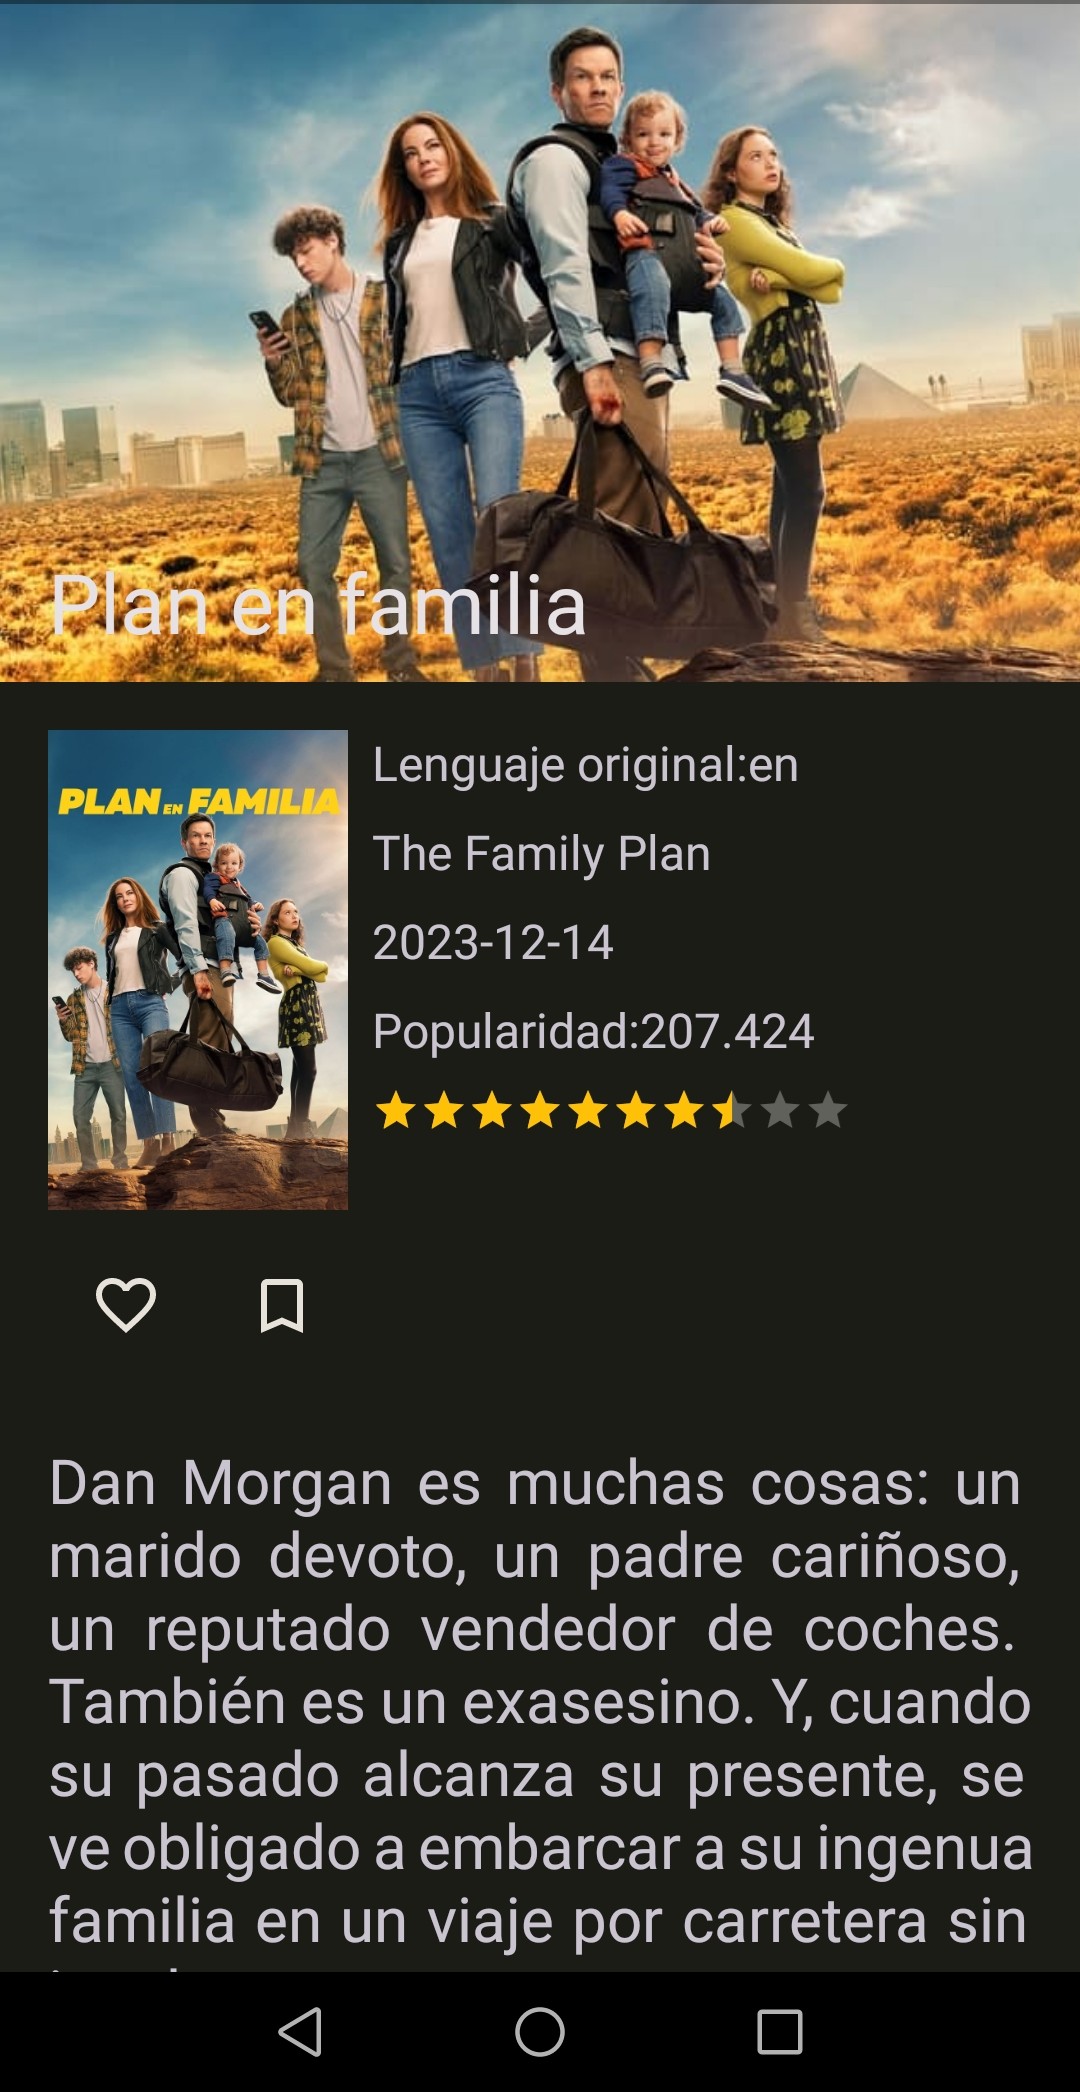 Plan en familia
PLAN EN FAMILIA
Lenguaje original:en
The Family Plan
2023-12-14
Popularidad:207.424
Dan Morgan es muchas cosas: un
marido devoto, un padre cariñoso,
un reputado vendedor de coches.
También es un exasesino. Y, cuando
su pasado alcanza su presente, se
ve obligado a embarcar a su ingenua
familia en un viaje por carretera sin